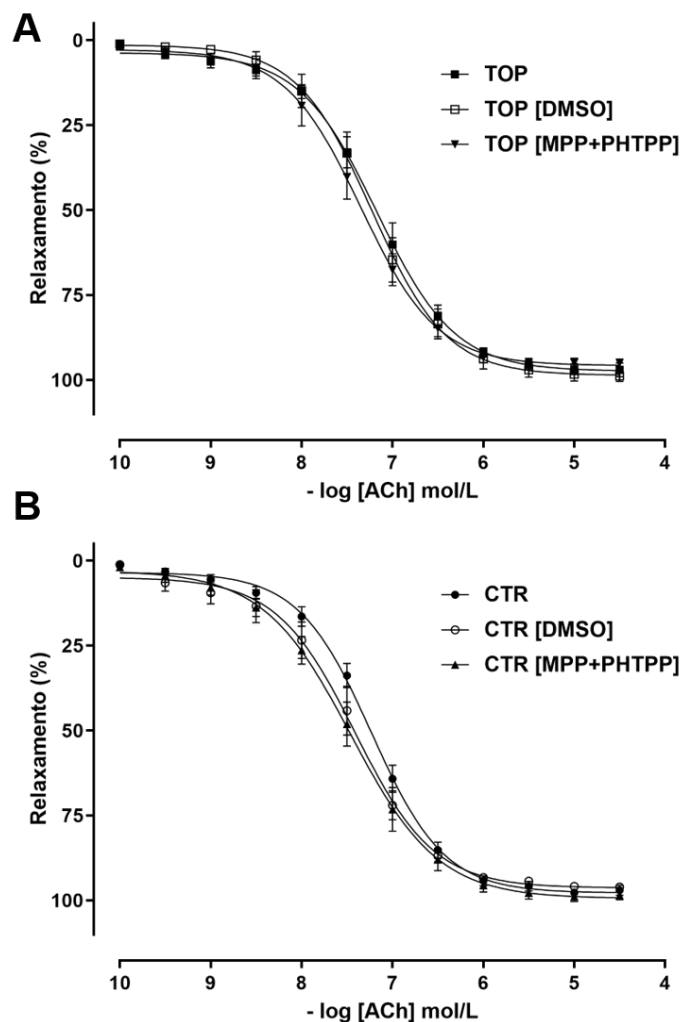 A
0
25
50
75
100
Relaxamento (%)
TOP
TOP [DMSO]
TOP [MPP+PHTPP]
10 9 8 7 6 5 4
- log [ACh] mol/L
B
0
25
50
75
100
Relaxamento (%)
CTR
CTR [DMSO]
CTR [MPP+PHTPP]
10 9 8 7 6 5 4
- log [ACh] mol/L